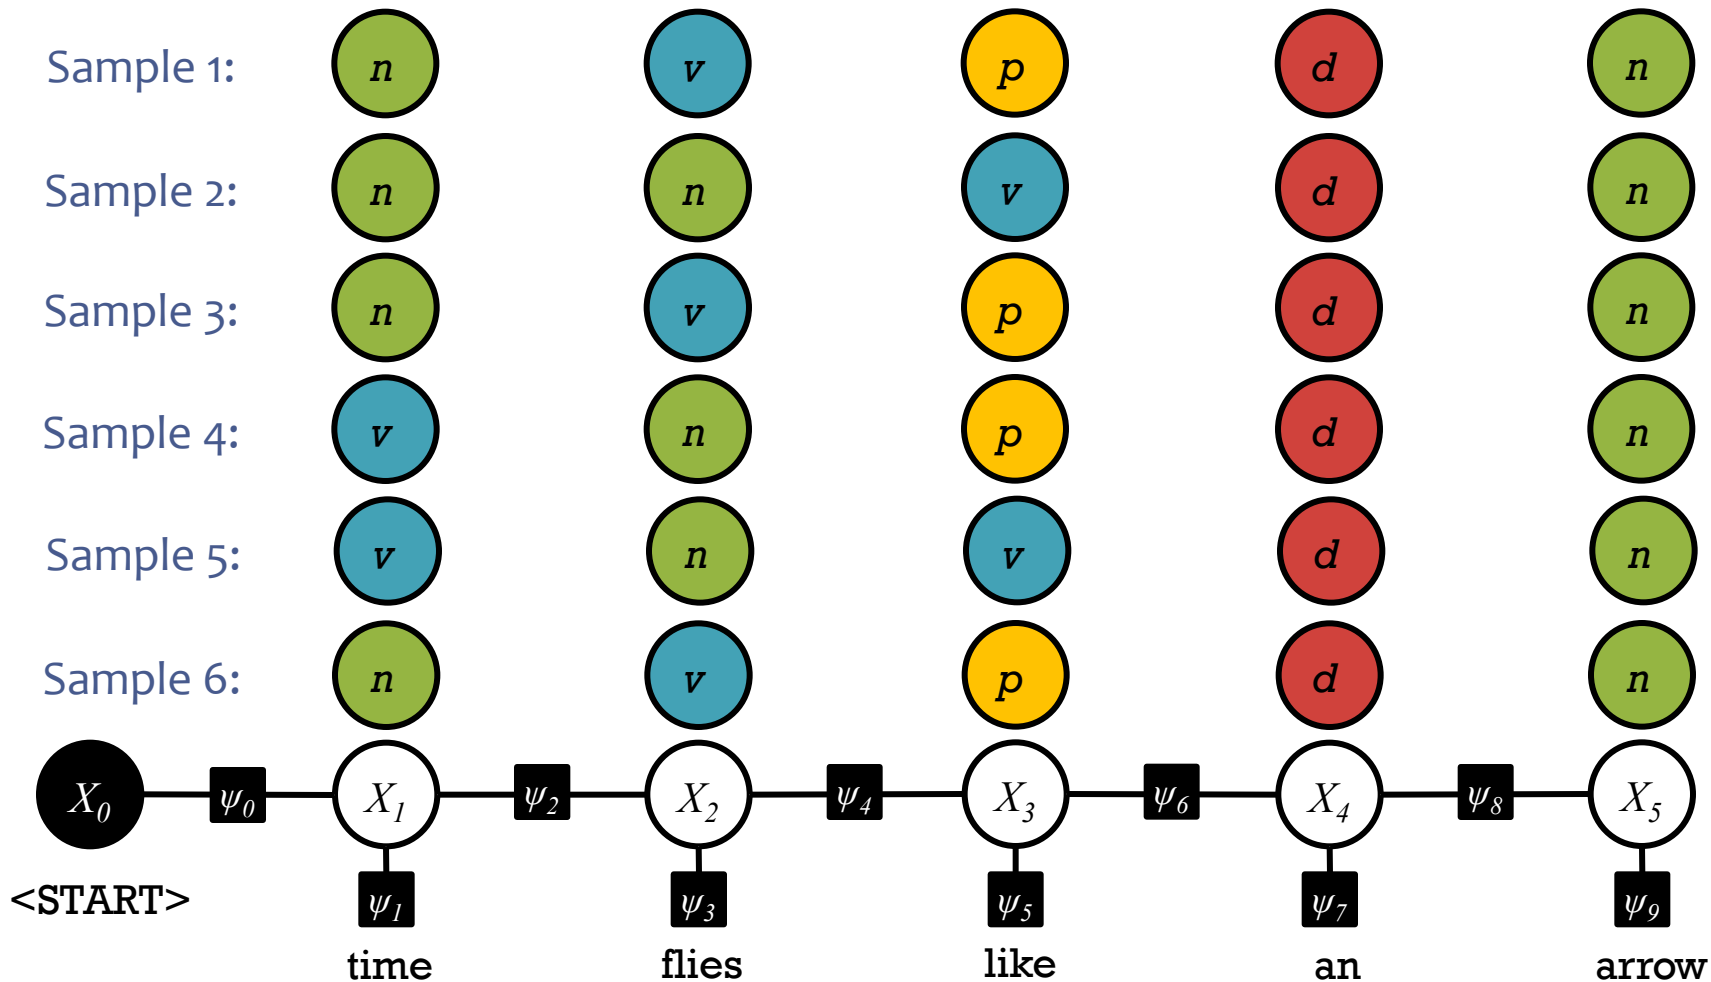 Sample 1: n v p d n
Sample 2: n n v d n
Sample 3: n v p d n
Sample 4: v n p d n
Sample 5: v n v d n
Sample 6: n v p d n
X₀ ψ₀ X₁ ψ₂ X₂ ψ₄ X₃ ψ₆ X₄ ψ₈ X₅
<START> ψ₁ ψ₃ ψ₅ ψ₇ ψ₉
time flies like an arrow